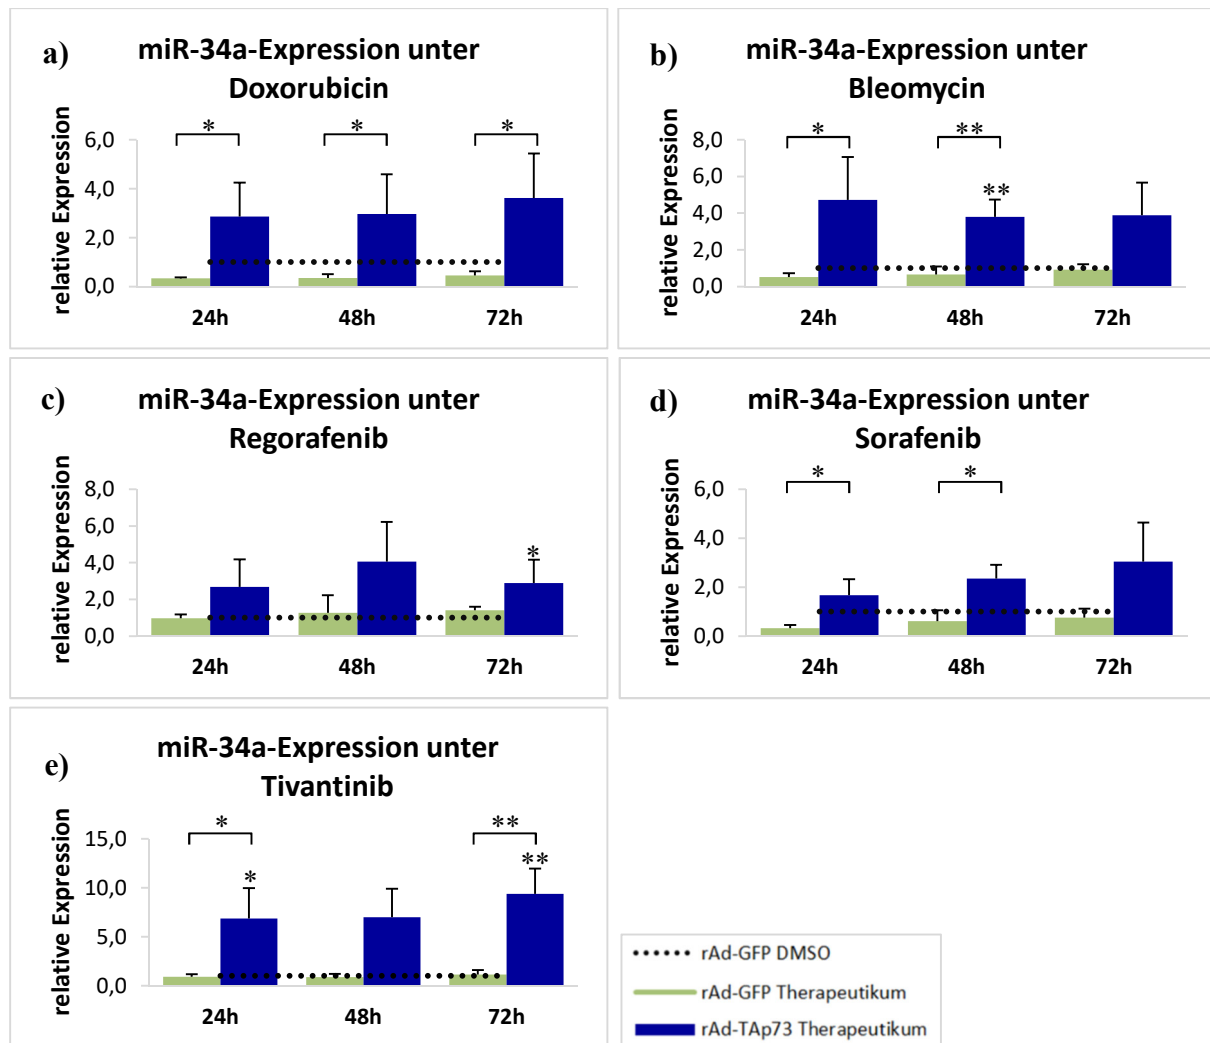 a)
miR-34a-Expression unter
Doxorubicin
relative Expression
6,0
4,0
2,0
0,0
*
*
*
24h
48h
72h
b)
miR-34a-Expression unter
Bleomycin
relative Expression
8,0
6,0
4,0
2,0
0,0
*
**
**
24h
48h
72h
c)
miR-34a-Expression unter
Regorafenib
relative Expression
8,0
6,0
4,0
2,0
0,0
*
24h
48h
72h
d)
miR-34a-Expression unter
Sorafenib
relative Expression
6,0
4,0
2,0
0,0
*
*
24h
48h
72h
e)
miR-34a-Expression unter
Tivantinib
relative Expression
15,0
10,0
5,0
0,0
*
**
*
**
24h
48h
72h
rAd-GFP DMSO
rAd-GFP Therapeutikum
rAd-TAp73 Therapeutikum